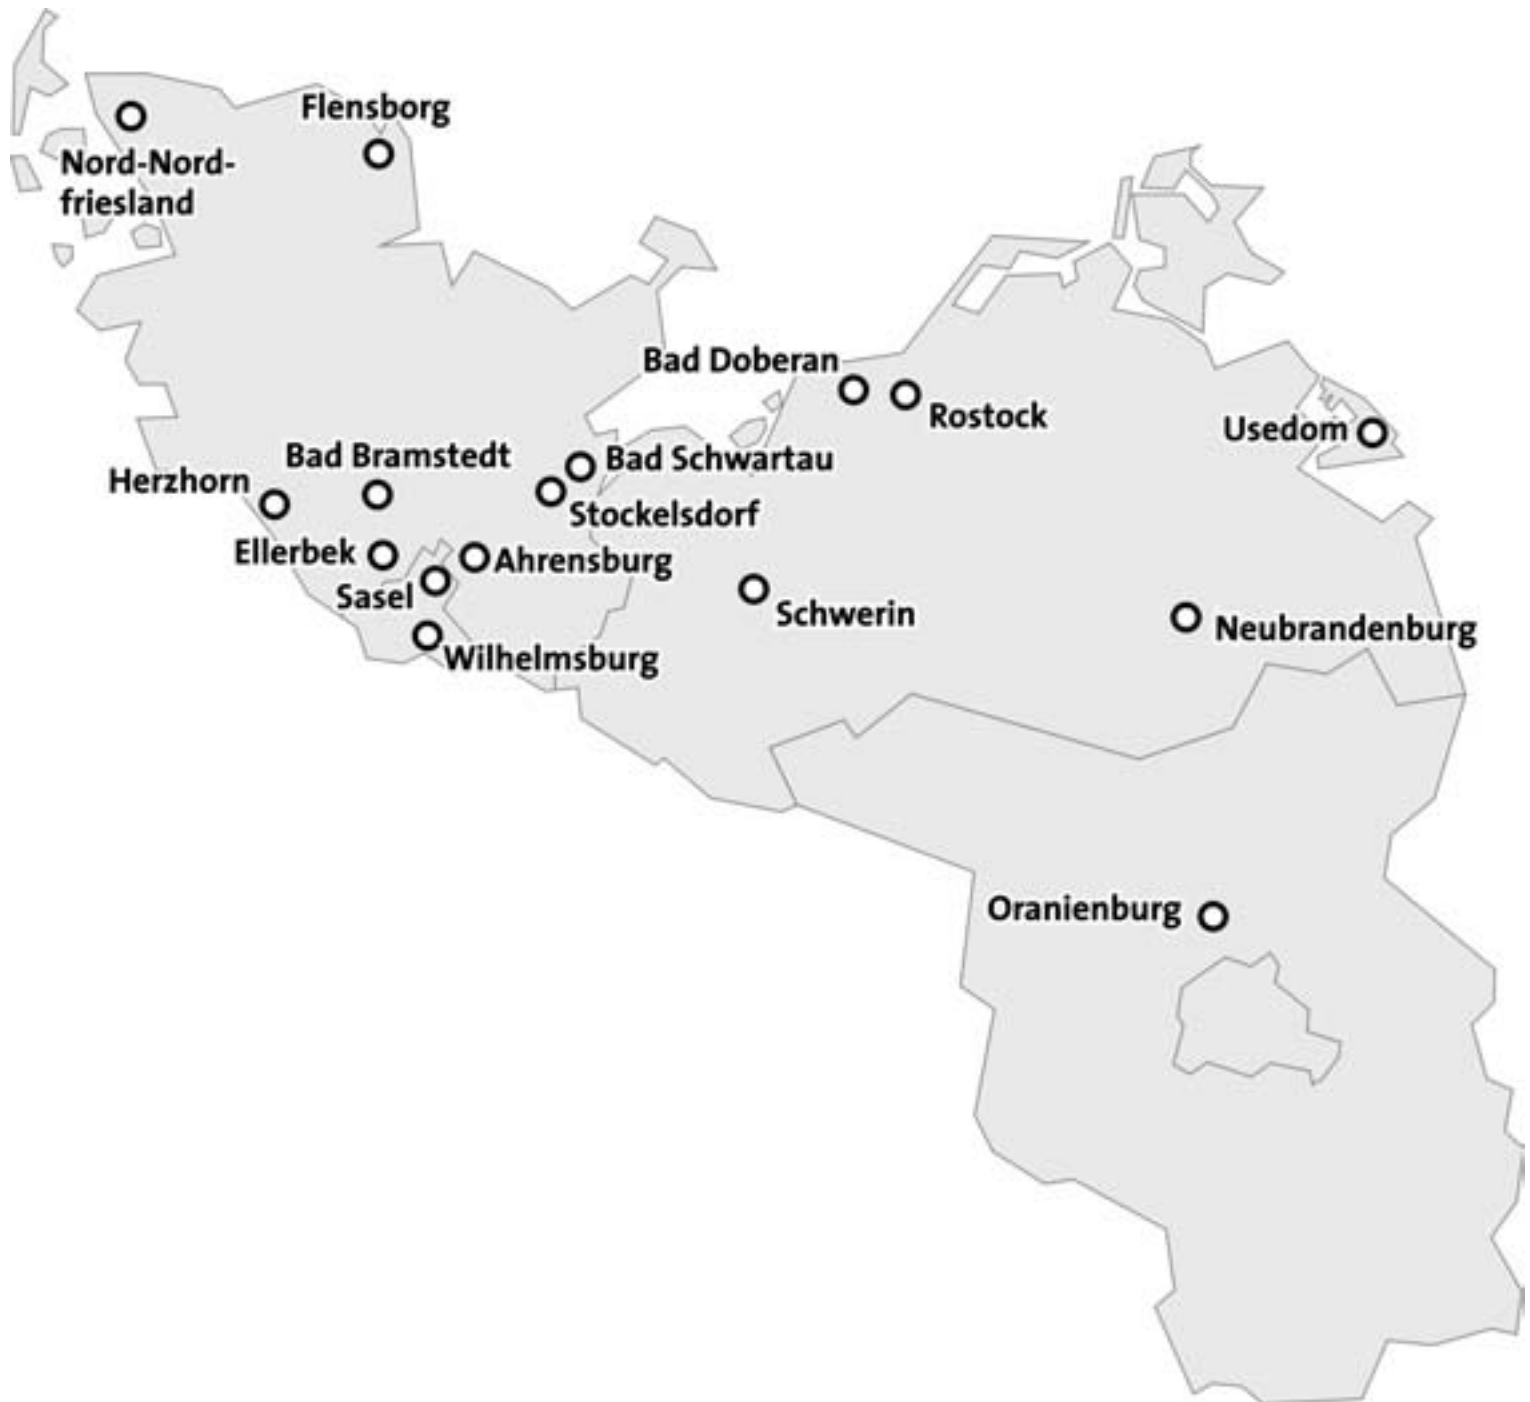 Flensborg
Nord-Nord-
friesland
Bad Doberan
Rostock
Usedom
Bad Bramstedt
Bad Schwartau
Herzhorn
Stockelsdorf
Ellerbek
Ahrensburg
Sasel
Schwerin
Neubrandenburg
Wilhelmsburg
Oranienburg